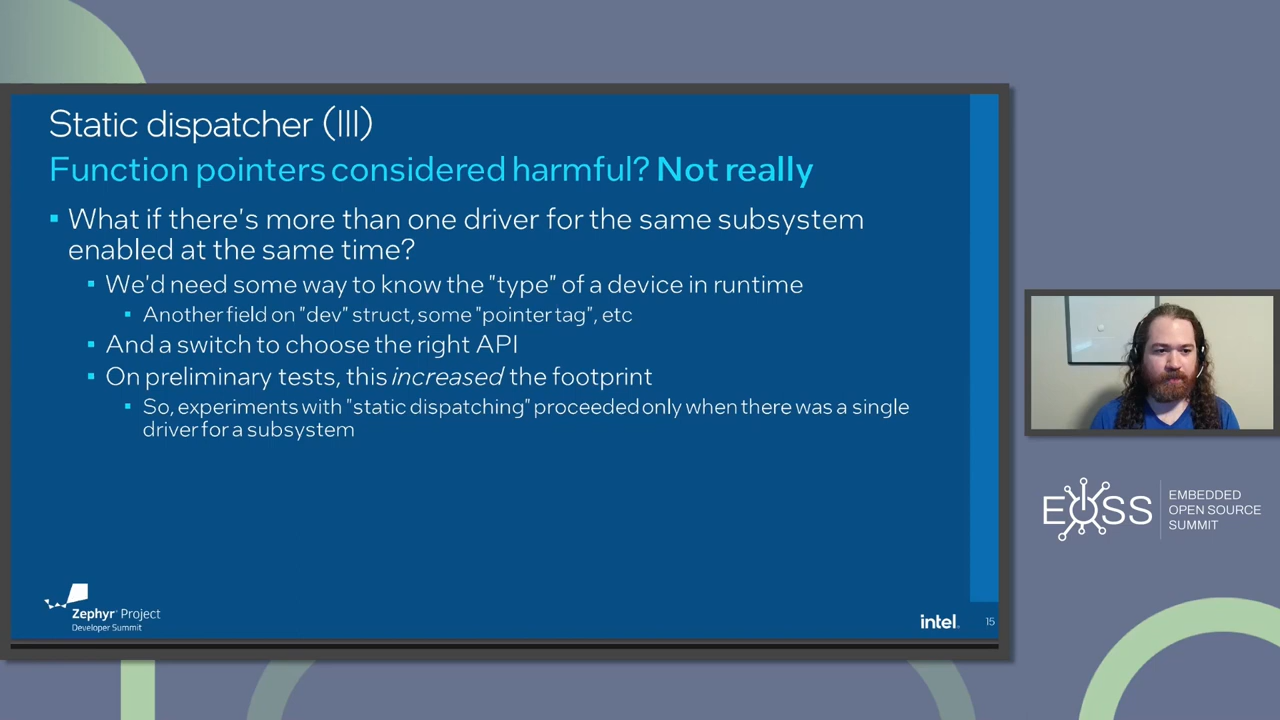 Static dispatcher (III)
Function pointers considered harmful? Not really
▪ What if there's more than one driver for the same subsystem
enabled at the same time?
▪ We'd need some way to know the "type" of a device in runtime
▪ Another field on "dev" struct, some "pointer tag", etc
▪ And a switch to choose the right API
▪ On preliminary tests, this increased the footprint
▪ So, experiments with "static dispatching" proceeded only when there was a single
driver for a subsystem
Zephyr® Project
Developer Summit
intel.
15
EOSS
EMBEDDED
OPEN SOURCE
SUMMIT